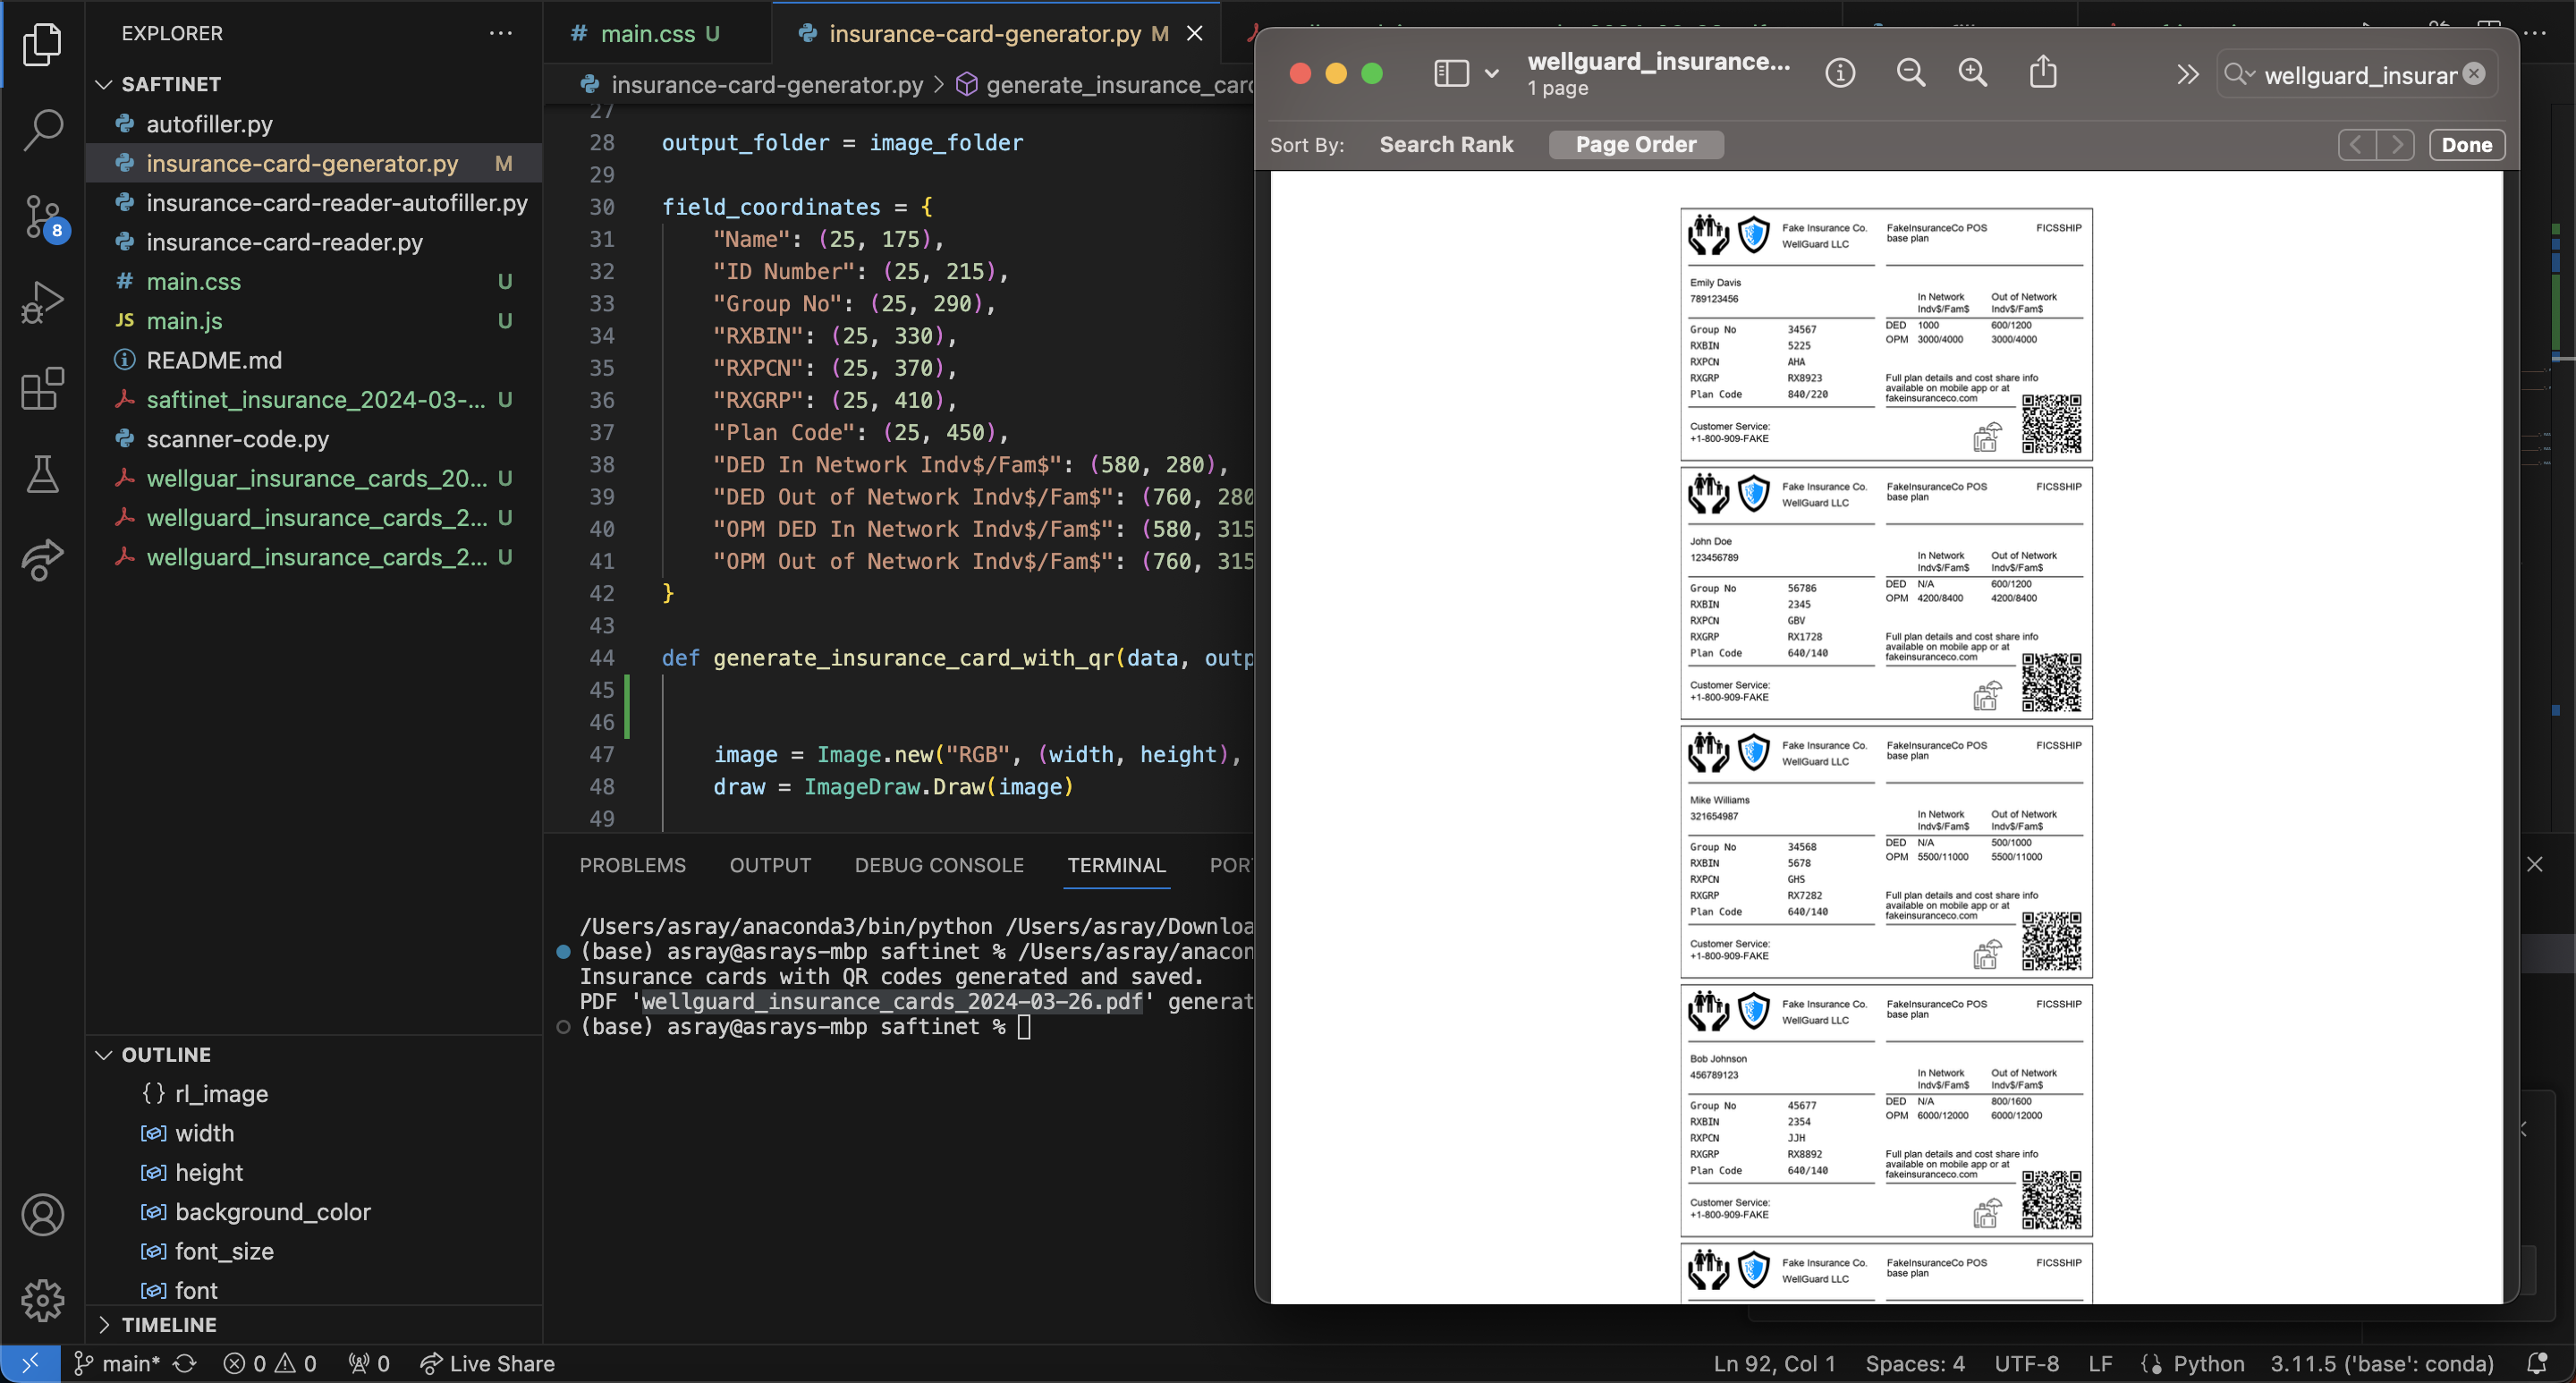 EXPLORER
SAFTINET
autofiller.py
insurance-card-generator.py M
insurance-card-reader-autofiller.py
insurance-card-reader.py
main.css U
JS main.js U
README.md
saftinet_insurance_2024-03-... U
scanner-code.py
wellguar_insurance_cards_20... U
wellguard_insurance_cards_2... U
wellguard_insurance_cards_2... U
8
OUTLINE
{} rl_image
width
height
background_color
font_size
font
TIMELINE
# main.css U
insurance-card-generator.py M
insurance-card-generator.py > generate_insurance_card
27
28 output_folder = image_folder
29
30 field_coordinates = {
31 "Name": (25, 175),
32 "ID Number": (25, 215),
33 "Group No": (25, 290),
34 "RXBIN": (25, 330),
35 "RXPCN": (25, 370),
36 "RXGRP": (25, 410),
37 "Plan Code": (25, 450),
38 "DED In Network Indv$/Fam$": (580, 280),
39 "DED Out of Network Indv$/Fam$": (760, 280
40 "OPM DED In Network Indv$/Fam$": (580, 315
41 "OPM Out of Network Indv$/Fam$": (760, 315
42 }
43
44 def generate_insurance_card_with_qr(data, outp
45
46
47 image = Image.new("RGB", (width, height),
48 draw = ImageDraw.Draw(image)
49
PROBLEMS OUTPUT DEBUG CONSOLE TERMINAL POR
/Users/asray/anaconda3/bin/python /Users/asray/Downloa
(base) asray@asrays-mbp saftinet % /Users/asray/anacon
Insurance cards with QR codes generated and saved.
PDF 'wellguard_insurance_cards_2024-03-26.pdf' generat
(base) asray@asrays-mbp saftinet %
wellguard_insurance...
1 page
wellguard_insurar
Sort By: Search Rank Page Order Done
Fake Insurance Co.
WellGuard LLC
FakeInsuranceCo POS
base plan
FICSSHIP
Emily Davis
789123456
In Network Out of Network
Indv$/Fam$ Indv$/Fam$
DED 1000 600/1200
OPM 3000/4000 3000/4000
Group No 34567
RXBIN 5225
RXPCN AHA
RXGRP RX8923
Plan Code 840/220
Full plan details and cost share info
available on mobile app or at
fakeinsuranceco.com
Customer Service:
+1-800-909-FAKE
Fake Insurance Co.
WellGuard LLC
FakeInsuranceCo POS
base plan
FICSSHIP
John Doe
123456789
In Network Out of Network
Indv$/Fam$ Indv$/Fam$
DED N/A 600/1200
OPM 4200/8400 4200/8400
Group No 56786
RXBIN 2345
RXPCN GBV
RXGRP RX1728
Plan Code 640/140
Full plan details and cost share info
available on mobile app or at
fakeinsuranceco.com
Customer Service:
+1-800-909-FAKE
Fake Insurance Co.
WellGuard LLC
FakeInsuranceCo POS
base plan
FICSSHIP
Mike Williams
321654987
In Network Out of Network
Indv$/Fam$ Indv$/Fam$
DED N/A 500/1000
OPM 5500/11000 5500/11000
Group No 34568
RXBIN 5678
RXPCN GHS
RXGRP RX7282
Plan Code 640/140
Full plan details and cost share info
available on mobile app or at
fakeinsuranceco.com
Customer Service:
+1-800-909-FAKE
Fake Insurance Co.
WellGuard LLC
FakeInsuranceCo POS
base plan
FICSSHIP
Bob Johnson
456789123
In Network Out of Network
Indv$/Fam$ Indv$/Fam$
DED N/A 800/1600
OPM 6000/12000 6000/12000
Group No 45677
RXBIN 2354
RXPCN JJH
RXGRP RX8892
Plan Code 640/140
Full plan details and cost share info
available on mobile app or at
fakeinsuranceco.com
Customer Service:
+1-800-909-FAKE
Fake Insurance Co.
WellGuard LLC
FakeInsuranceCo POS
base plan
FICSSHIP
main* 0 0 0 Live Share Ln 92, Col 1 Spaces: 4 UTF-8 LF Python 3.11.5 ('base': conda)